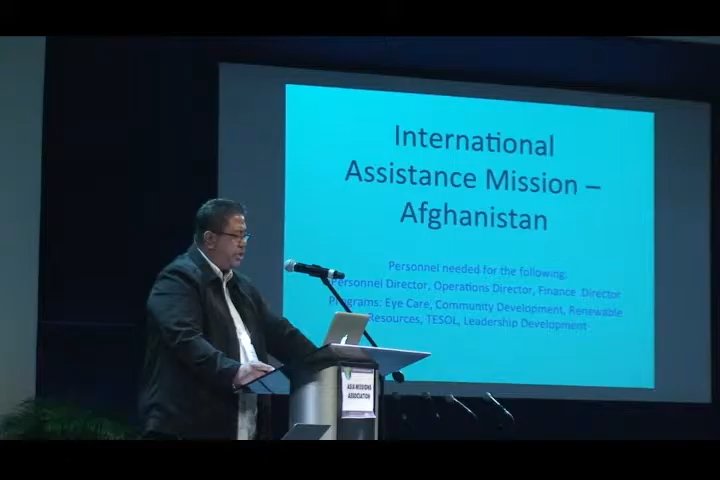 International
Assistance Mission –
Afghanistan
Personnel needed for the following:
Personnel Director, Operations Director, Finance Director
Programs: Eye Care, Community Development, Renewable
Resources, TESOL, Leadership Development
ASIA MISSIONS
ASSOCIATION